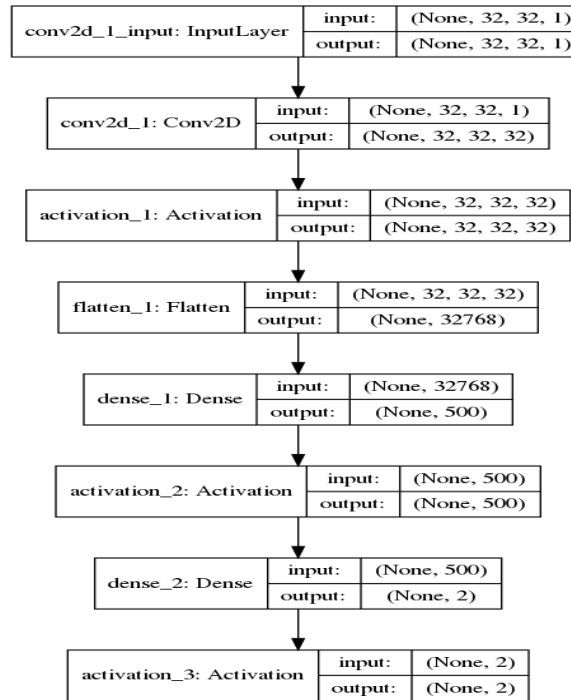 conv2d_1_input: InputLayer
input: (None, 32, 32, 1)
output: (None, 32, 32, 1)
conv2d_1: Conv2D
input: (None, 32, 32, 1)
output: (None, 32, 32, 32)
activation_1: Activation
input: (None, 32, 32, 32)
output: (None, 32, 32, 32)
flatten_1: Flatten
input: (None, 32, 32, 32)
output: (None, 32768)
dense_1: Dense
input: (None, 32768)
output: (None, 500)
activation_2: Activation
input: (None, 500)
output: (None, 500)
dense_2: Dense
input: (None, 500)
output: (None, 2)
activation_3: Activation
input: (None, 2)
output: (None, 2)